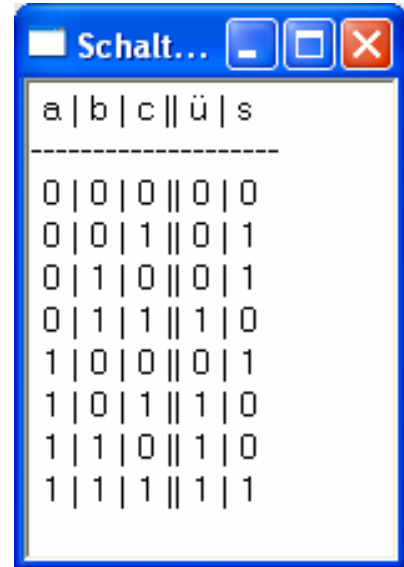 Schalt...
a | b | c || ü | s
--------------------
0 | 0 | 0 || 0 | 0
0 | 0 | 1 || 0 | 1
0 | 1 | 0 || 0 | 1
0 | 1 | 1 || 1 | 0
1 | 0 | 0 || 0 | 1
1 | 0 | 1 || 1 | 0
1 | 1 | 0 || 1 | 0
1 | 1 | 1 || 1 | 1